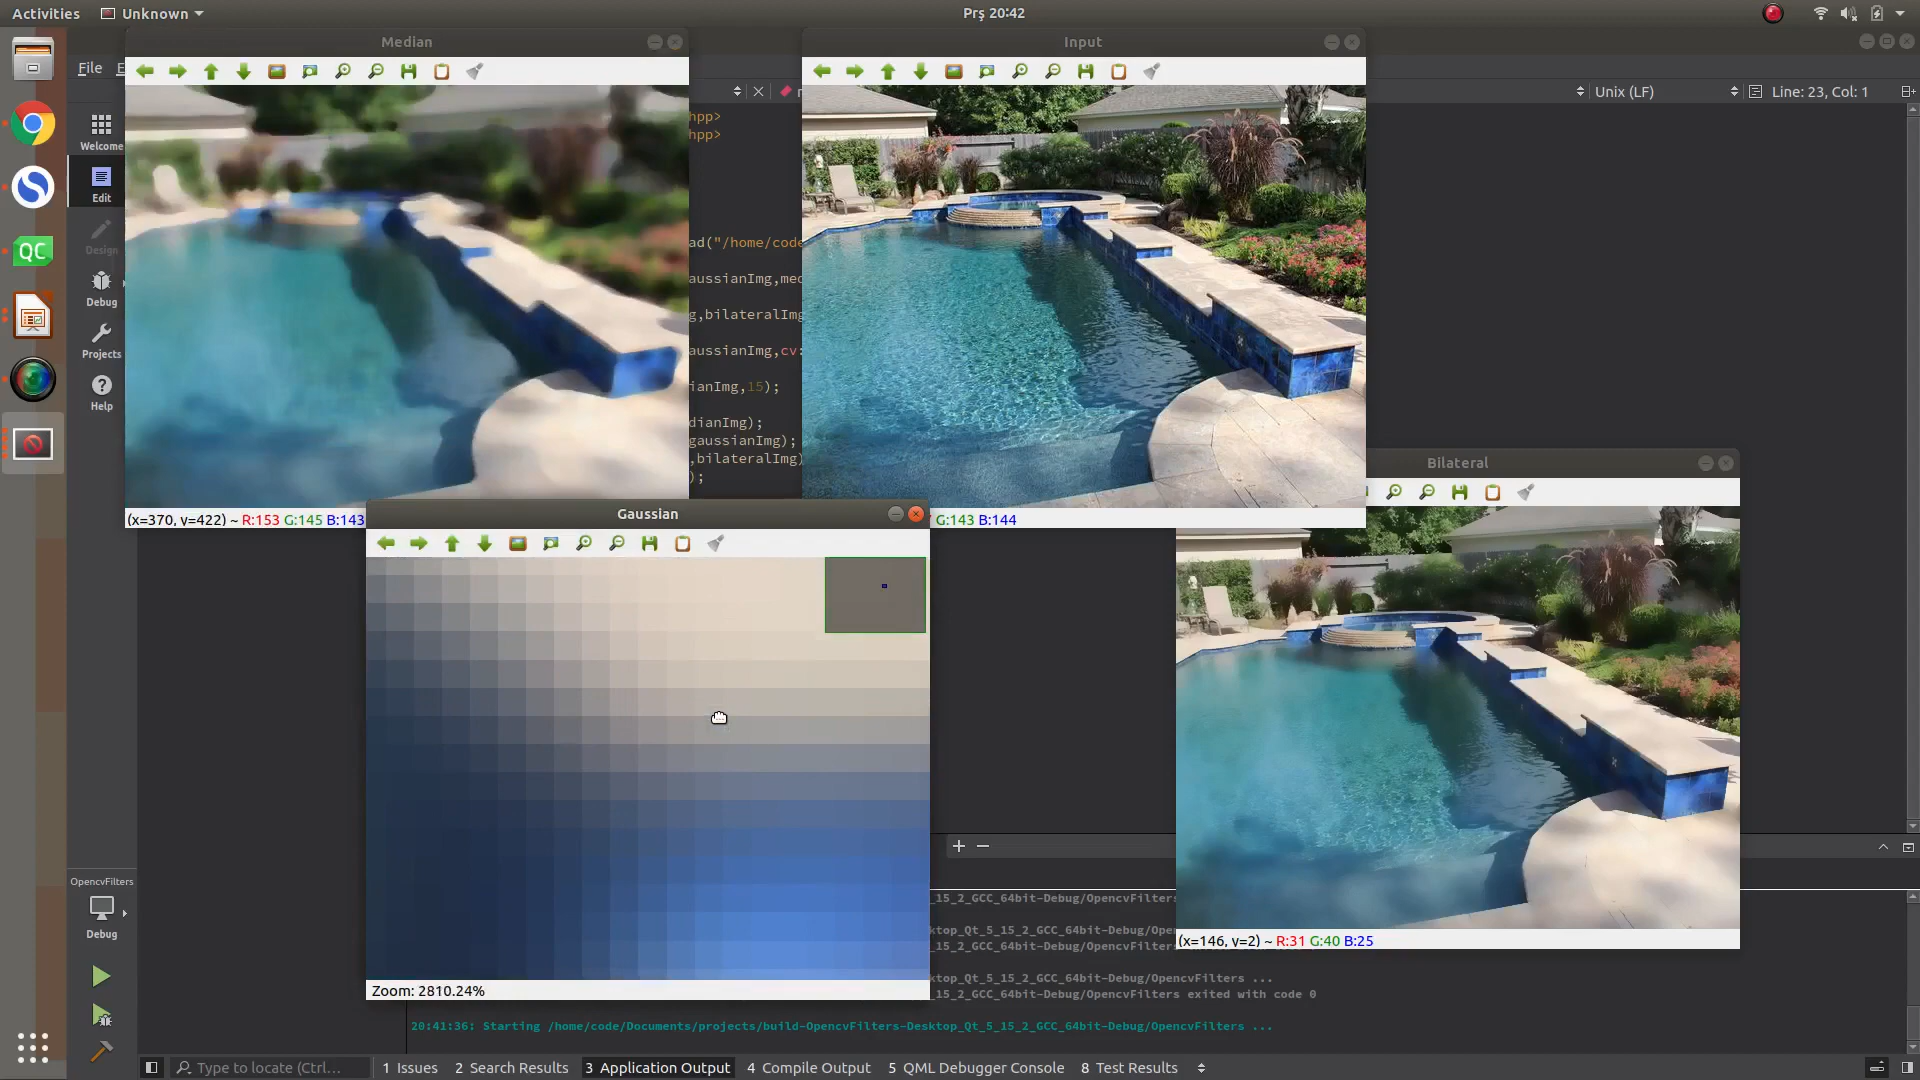 Activities
Unknown
Prş 20:42
Median
Input
File
Unix (LF)
Line: 23, Col: 1
hpp>
hpp>
Welcome
Edit
Design
Debug
Projects
Help
ad("/home/code
aussianImg,med
g,bilateralImg
aussianImg,cv:
ianImg,15);
dianImg);
gaussianImg);
,bilateralImg)
);
(x=370, y=422) ~ R:153 G:145 B:143
G:143 B:144
Bilateral
Gaussian
Zoom: 2810.24%
(x=146, y=2) ~ R:31 G:40 B:25
OpencvFilters
Debug
_15_2_GCC_64bit-Debug/OpencvFilters
ktop_Qt_5_15_2_GCC_64bit-Debug/Open
_15_2_GCC_64bit-Debug/OpencvFilters
ktop_Qt_5_15_2_GCC_64bit-Debug/OpencvFilters ...
_15_2_GCC_64bit-Debug/OpencvFilters exited with code 0
20:41:36: Starting /home/code/Documents/projects/build-OpencvFilters-Desktop_Qt_5_15_2_GCC_64bit-Debug/OpencvFilters ...
Type to locate (Ctrl...
1 Issues
2 Search Results
3 Application Output
4 Compile Output
5 QML Debugger Console
8 Test Results